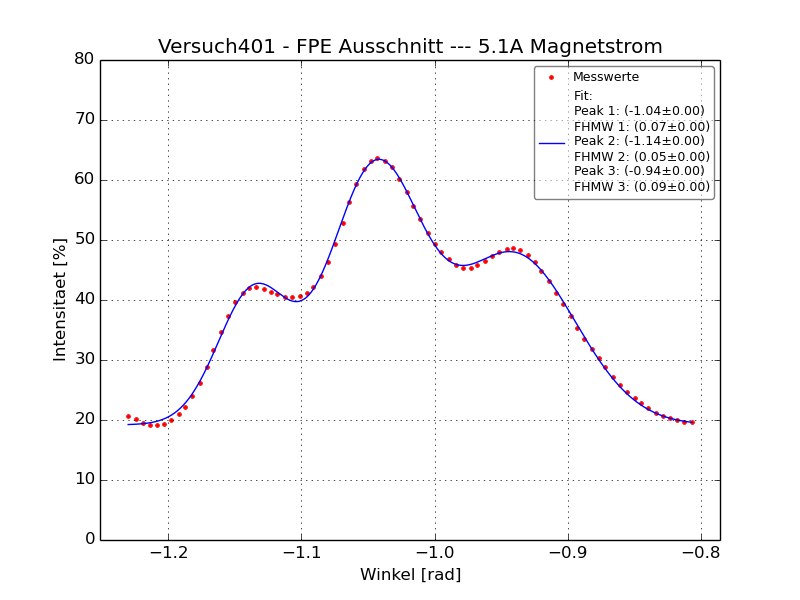 Versuch401 - FPE Ausschnitt --- 5.1A Magnetstrom
80
70
60
50
40
30
20
10
0
Intensitaet [%]
Messwerte
Fit:
Peak 1: (-1.04±0.00)
FHMW 1: (0.07±0.00)
Peak 2: (-1.14±0.00)
FHMW 2: (0.05±0.00)
Peak 3: (-0.94±0.00)
FHMW 3: (0.09±0.00)
−1.2 −1.1 −1.0 −0.9 −0.8
Winkel [rad]